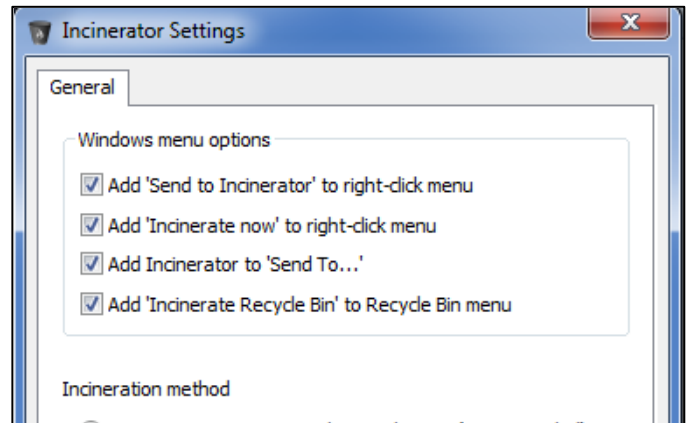 Incinerator Settings
General
Windows menu options
Add 'Send to Incinerator' to right-click menu
Add 'Incinerate now' to right-click menu
Add Incinerator to 'Send To...'
Add 'Incinerate Recycle Bin' to Recycle Bin menu
Incineration method